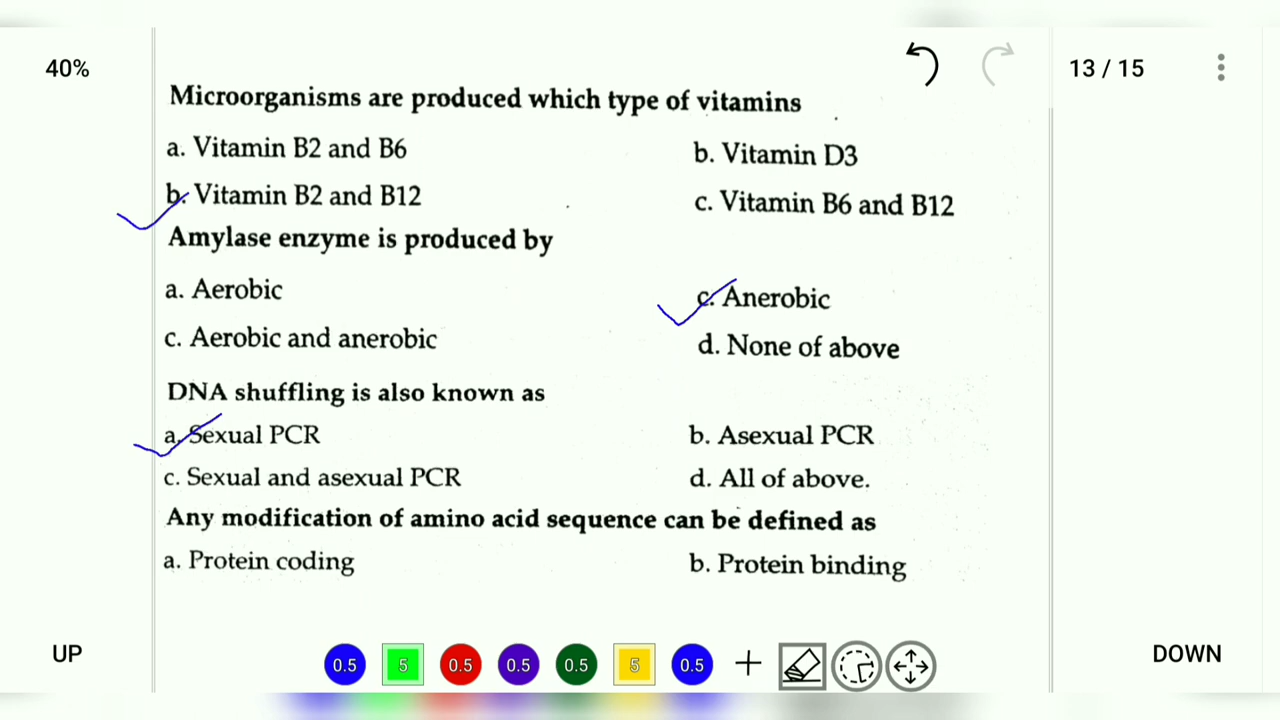 40%
13 / 15
Microorganisms are produced which type of vitamins
a. Vitamin B2 and B6
b. Vitamin D3
b. Vitamin B2 and B12
c. Vitamin B6 and B12
Amylase enzyme is produced by
a. Aerobic
c. Anerobic
c. Aerobic and anerobic
d. None of above
DNA shuffling is also known as
a. Sexual PCR
b. Asexual PCR
c. Sexual and asexual PCR
d. All of above.
Any modification of amino acid sequence can be defined as
a. Protein coding
b. Protein binding
UP
0.5 5 0.5 0.5 0.5 5 0.5
DOWN